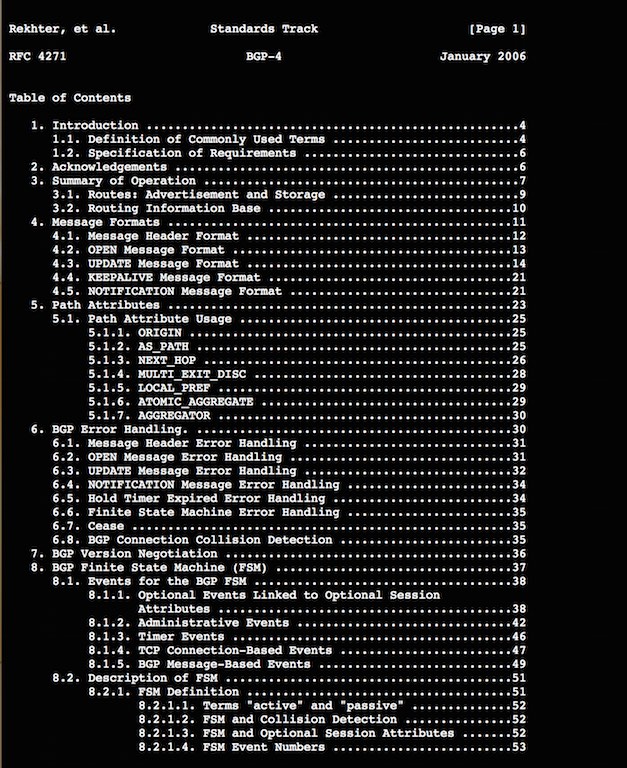 Rekhter, et al. Standards Track [Page 1]
RFC 4271 BGP-4 January 2006
Table of Contents
1. Introduction ....................................................4
1.1. Definition of Commonly Used Terms ..........................4
1.2. Specification of Requirements ..............................6
2. Acknowledgements ................................................6
3. Summary of Operation ............................................7
3.1. Routes: Advertisement and Storage ..........................9
3.2. Routing Information Base ..................................10
4. Message Formats ................................................11
4.1. Message Header Format .....................................12
4.2. OPEN Message Format .......................................13
4.3. UPDATE Message Format .....................................14
4.4. KEEPALIVE Message Format ..................................21
4.5. NOTIFICATION Message Format ...............................21
5. Path Attributes ................................................23
5.1. Path Attribute Usage ......................................25
5.1.1. ORIGIN .............................................25
5.1.2. AS_PATH ............................................25
5.1.3. NEXT_HOP ...........................................26
5.1.4. MULTI_EXIT_DISC ....................................28
5.1.5. LOCAL_PREF .........................................29
5.1.6. ATOMIC_AGGREGATE ...................................29
5.1.7. AGGREGATOR .........................................30
6. BGP Error Handling. ............................................30
6.1. Message Header Error Handling .............................31
6.2. OPEN Message Error Handling ...............................31
6.3. UPDATE Message Error Handling .............................32
6.4. NOTIFICATION Message Error Handling .......................34
6.5. Hold Timer Expired Error Handling .........................34
6.6. Finite State Machine Error Handling .......................35
6.7. Cease .....................................................35
6.8. BGP Connection Collision Detection ........................35
7. BGP Version Negotiation ........................................36
8. BGP Finite State Machine (FSM) .................................37
8.1. Events for the BGP FSM ....................................38
8.1.1. Optional Events Linked to Optional Session
Attributes .........................................38
8.1.2. Administrative Events ..............................42
8.1.3. Timer Events .......................................46
8.1.4. TCP Connection-Based Events ........................47
8.1.5. BGP Message-Based Events ...........................49
8.2. Description of FSM ........................................51
8.2.1. FSM Definition .....................................51
8.2.1.1. Terms "active" and "passive" ..............52
8.2.1.2. FSM and Collision Detection ...............52
8.2.1.3. FSM and Optional Session Attributes .......52
8.2.1.4. FSM Event Numbers .........................53